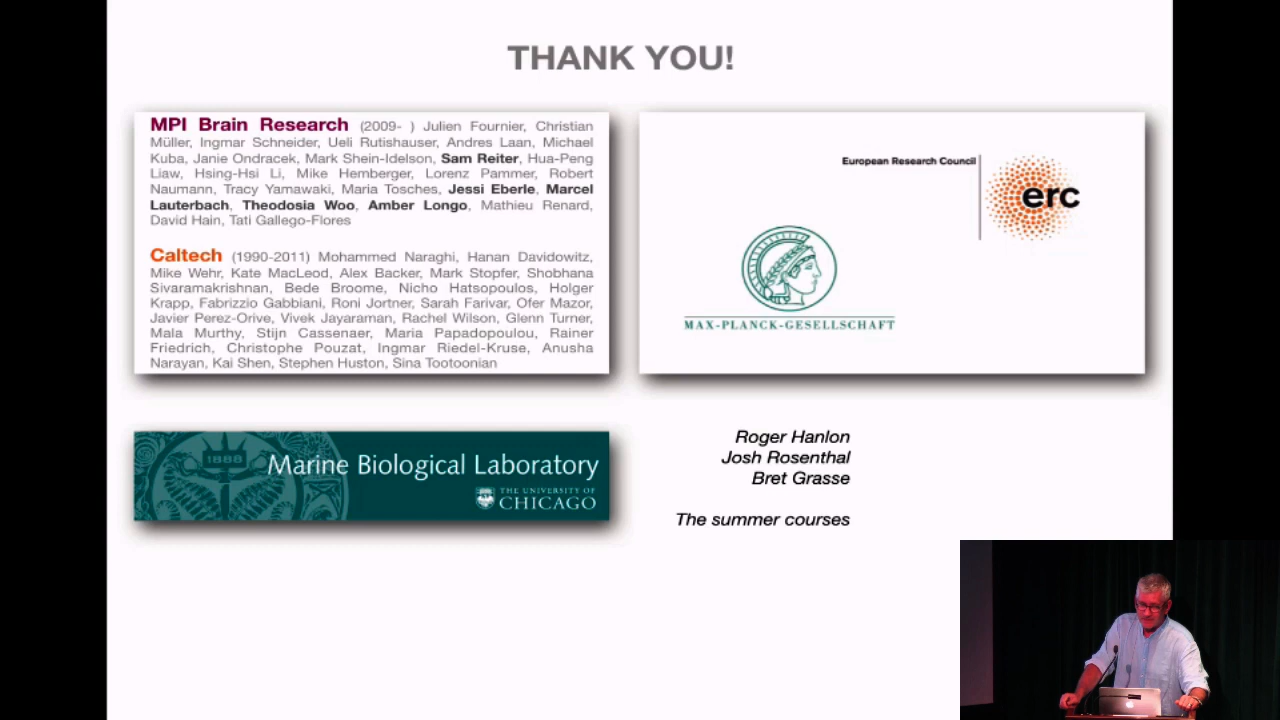 THANK YOU!
MPI Brain Research (2009- ) Julien Fournier, Christian
Müller, Ingmar Schneider, Ueli Rutishauser, Andres Laan, Michael
Kuba, Janie Ondracek, Mark Shein-Idelson, Sam Reiter, Hua-Peng
Liaw, Hsing-Hsi Li, Mike Hemberger, Lorenz Pammer, Robert
Naumann, Tracy Yamawaki, Maria Tosches, Jessi Eberle, Marcel
Lauterbach, Theodosia Woo, Amber Longo, Mathieu Renard,
David Hain, Tati Gallego-Flores
Caltech (1990-2011) Mohammed Naraghi, Hanan Davidowitz,
Mike Wehr, Kate MacLeod, Alex Backer, Mark Stopfer, Shobhana
Sivaramakrishnan, Bede Broome, Nicho Hatsopoulos, Holger
Krapp, Fabrizzio Gabbiani, Roni Jortner, Sarah Farivar, Ofer Mazor,
Javier Perez-Orive, Vivek Jayaraman, Rachel Wilson, Glenn Turner,
Mala Murthy, Stijn Cassenaer, Maria Papadopoulou, Rainer
Friedrich, Christophe Pouzat, Ingmar Riedel-Kruse, Anusha
Narayan, Kai Shen, Stephen Huston, Sina Tootoonian
European Research Council
erc
MAX-PLANCK-GESELLSCHAFT
1888
Marine Biological Laboratory
THE UNIVERSITY OF
CHICAGO
Roger Hanlon
Josh Rosenthal
Bret Grasse
The summer courses